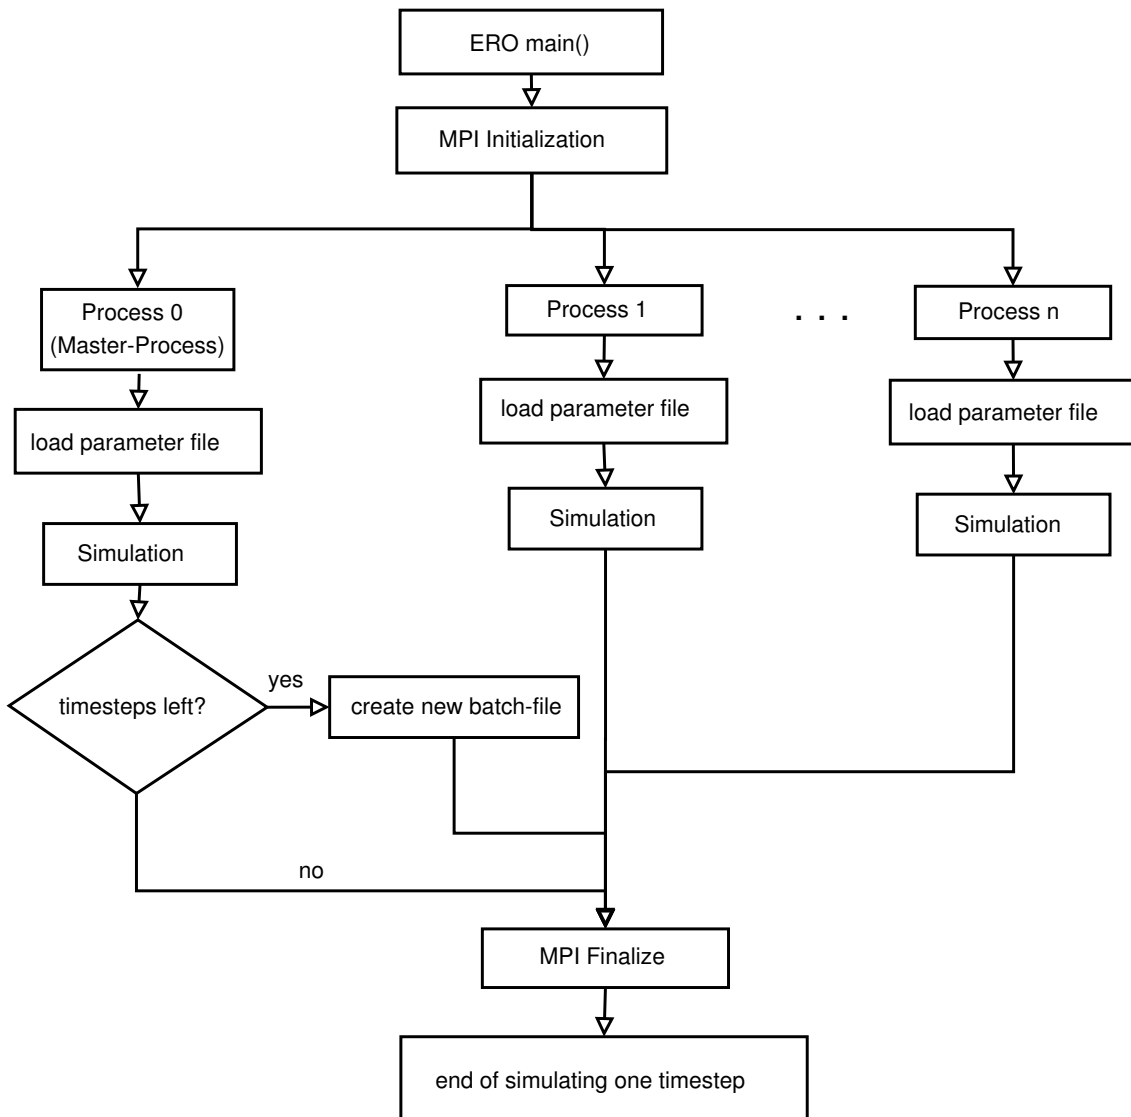 ERO main()
MPI Initialization
Process 0
(Master-Process)
Process 1
. . .
Process n
load parameter file
load parameter file
load parameter file
Simulation
Simulation
Simulation
timesteps left?
yes
create new batch-file
no
MPI Finalize
end of simulating one timestep